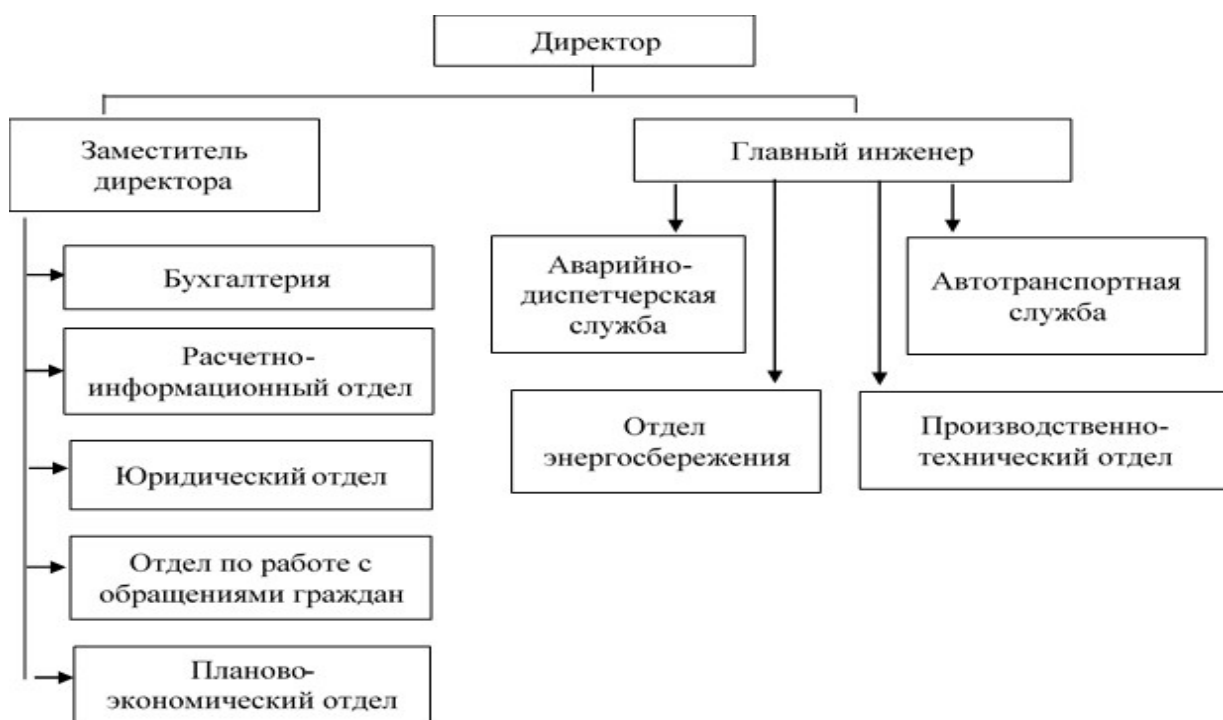 Директор
Заместитель
директора
Главный инженер
Бухгалтерия
Расчетно-
информационный отдел
Юридический отдел
Отдел по работе с
обращениями граждан
Планово-
экономический отдел
Аварийно-
диспетчерская
служба
Автотранспортная
служба
Отдел
энергосбережения
Производственно-
технический отдел